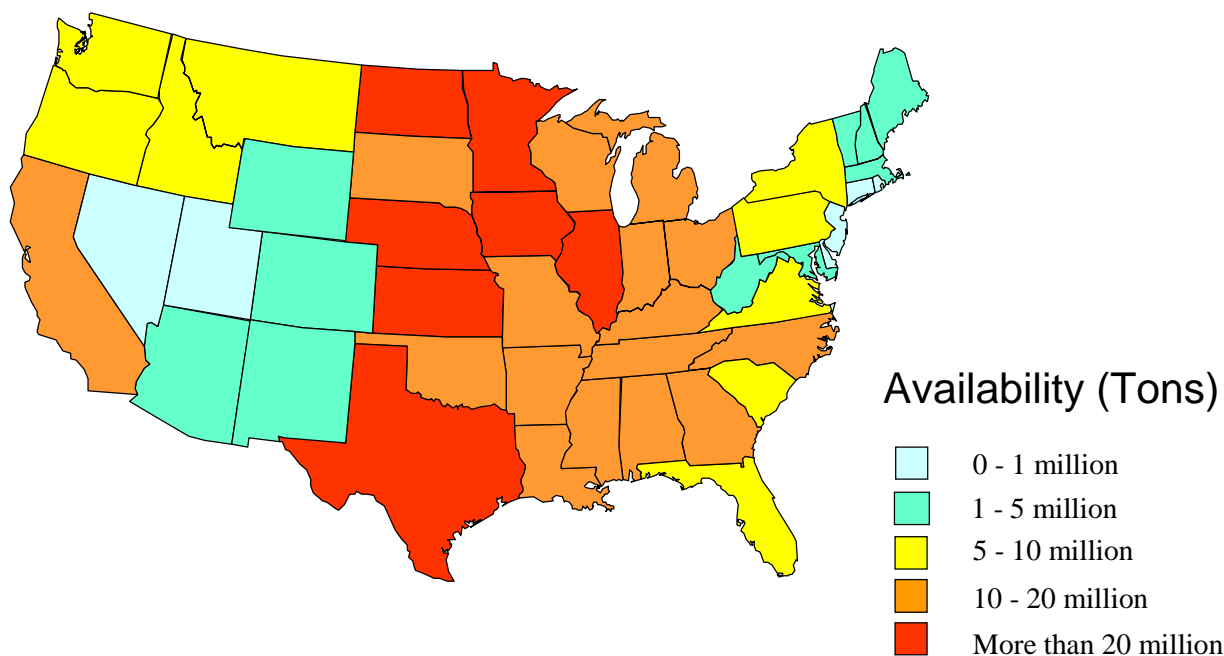 Availability (Tons)
0 - 1 million
1 - 5 million
5 - 10 million
10 - 20 million
More than 20 million